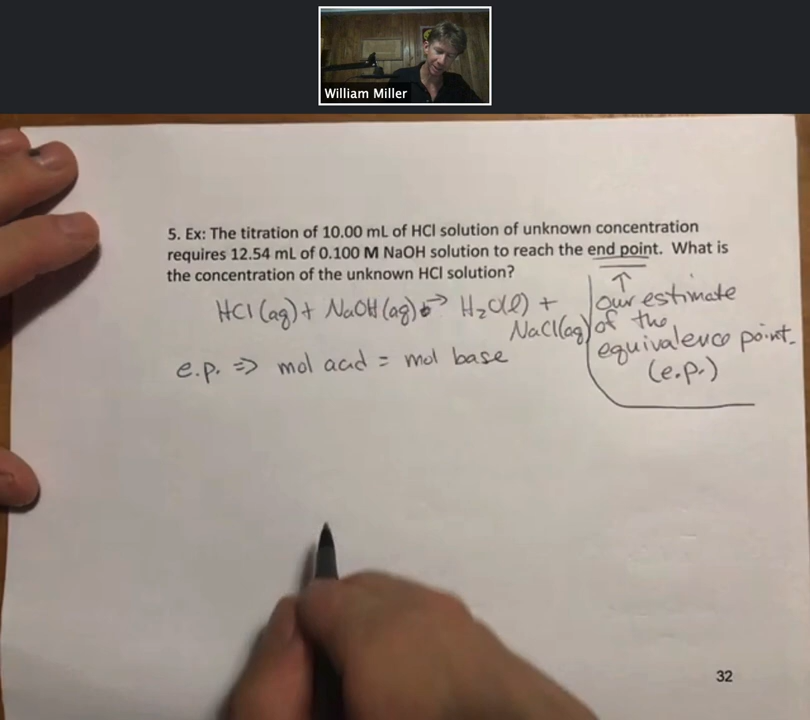 William Miller
5. Ex: The titration of 10.00 mL of HCl solution of unknown concentration
requires 12.54 mL of 0.100 M NaOH solution to reach the end point. What is
the concentration of the unknown HCl solution?
HCl (aq) + NaOH (aq) → H₂O(l) +
NaCl(aq)
↑
our estimate
of the
equivalence point.
(e.p.)
e.p. ⇒ mol acid = mol base
32